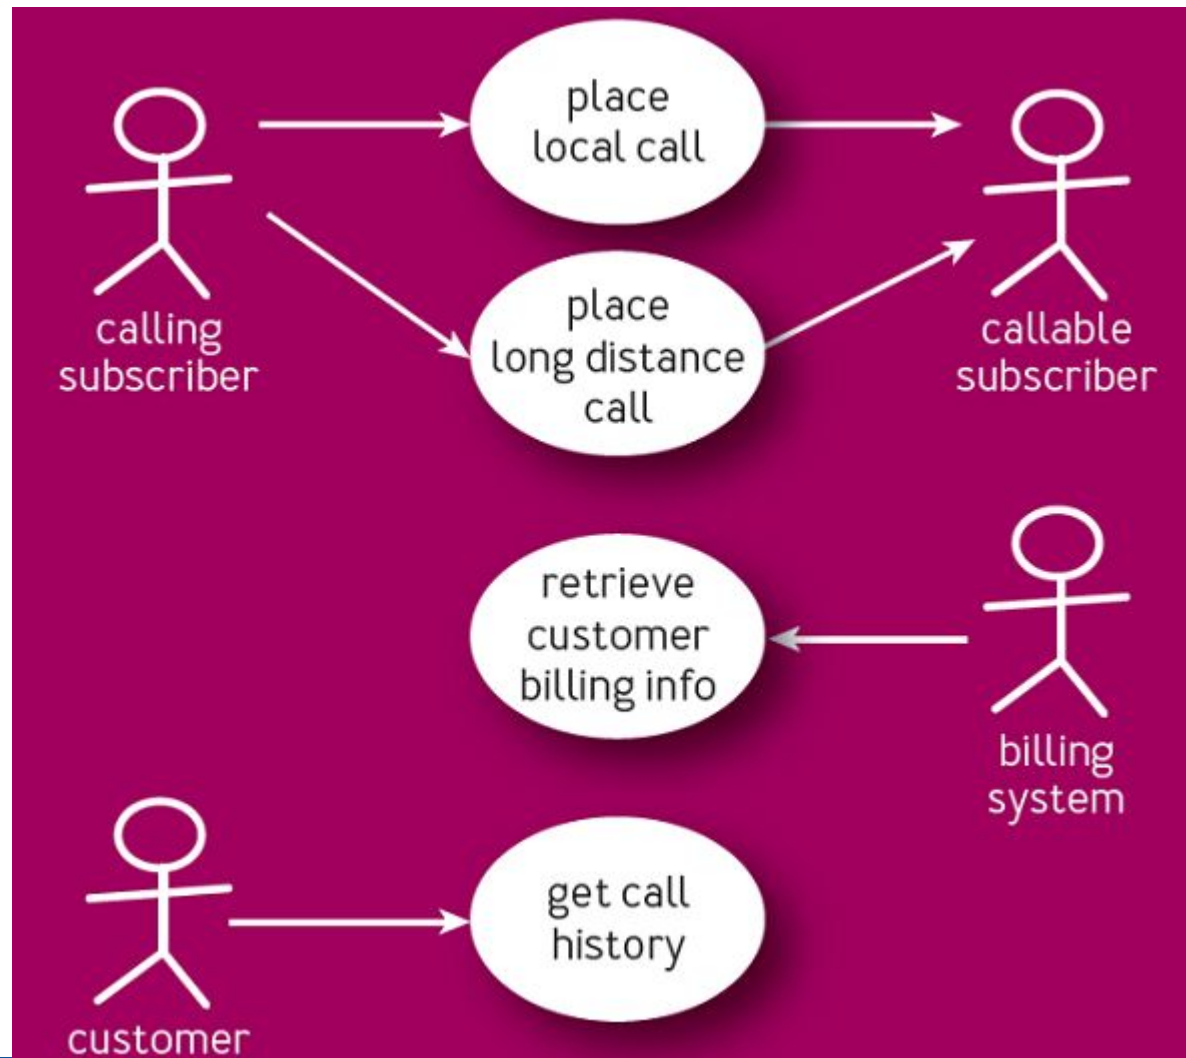 place
local call
calling
subscriber
callable
subscriber
place
long distance
call
retrieve
customer
billing info
billing
system
get call
history
customer